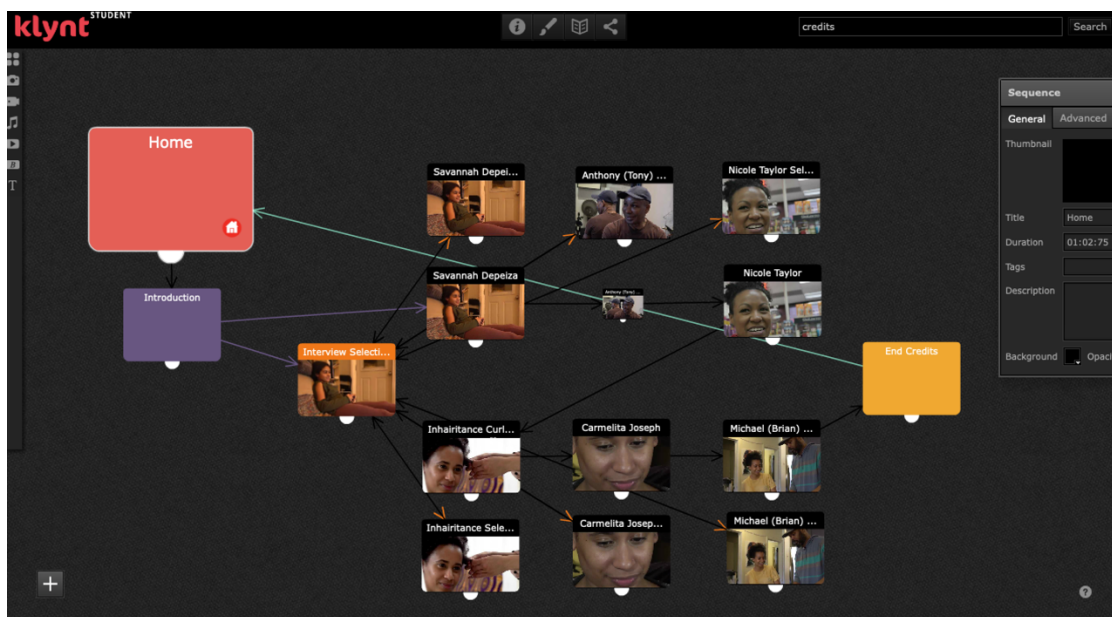 klynt
STUDENT
credits
Search
Sequence
General
Advanced
Thumbnail
Title
Home
Duration
01:02:75
Tags
Description
Background
Opaci
Home
Introduction
Interview Selecti...
Savannah Depei...
Anthony (Tony) ...
Nicole Taylor Sel...
Savannah Depeiza
Anthony (Tony) ...
Nicole Taylor
End Credits
Inhairitance Curl...
Carmelita Joseph
Michael (Brian) ...
Inhairitance Sele...
Carmelita Josep...
Michael (Brian) ...
T
+
?